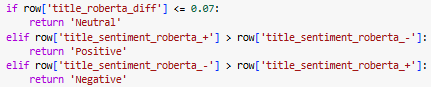 if row['title_roberta_diff'] <= 0.07:
    return 'Neutral'
elif row['title_sentiment_roberta_+'] > row['title_sentiment_roberta_-']:
    return 'Positive'
elif row['title_sentiment_roberta_-'] > row['title_sentiment_roberta_+']:
    return 'Negative'